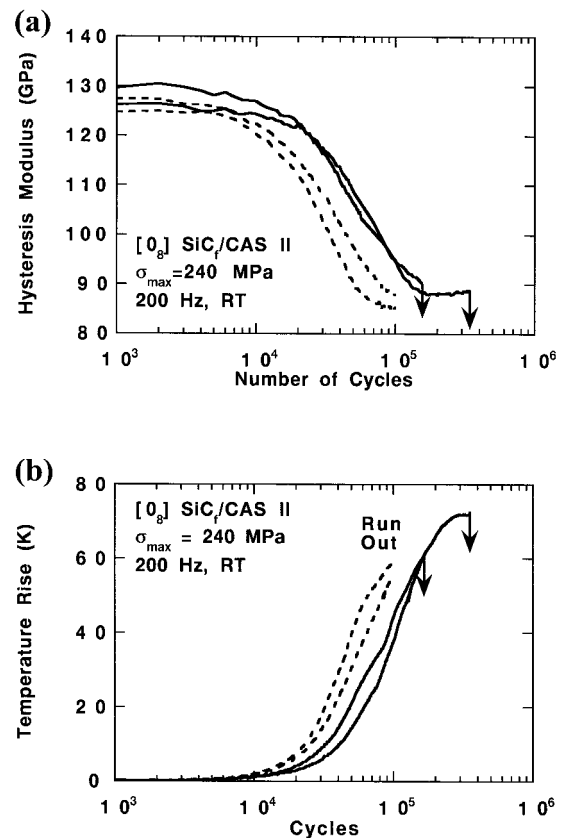 (a)
Hysteresis Modulus (GPa)
140
130
120
110
100
90
80
[0₈] SiC_f/CAS II
σ_max=240 MPa
200 Hz, RT
10³ 10⁴ 10⁵ 10⁶
Number of Cycles
(b)
Temperature Rise (K)
80
60
40
20
0
[0₈] SiC_f/CAS II
σ_max = 240 MPa
200 Hz, RT
Run
Out
10³ 10⁴ 10⁵ 10⁶
Cycles